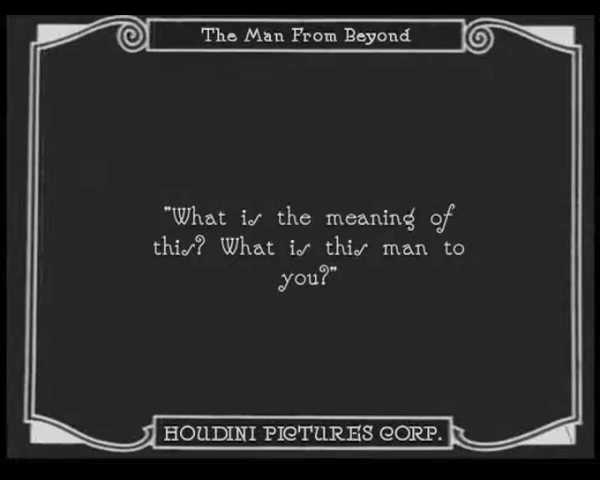 The Man From Beyond
"What is the meaning of
this? What is this man to
you?"
HOUDINI PICTURES CORP.